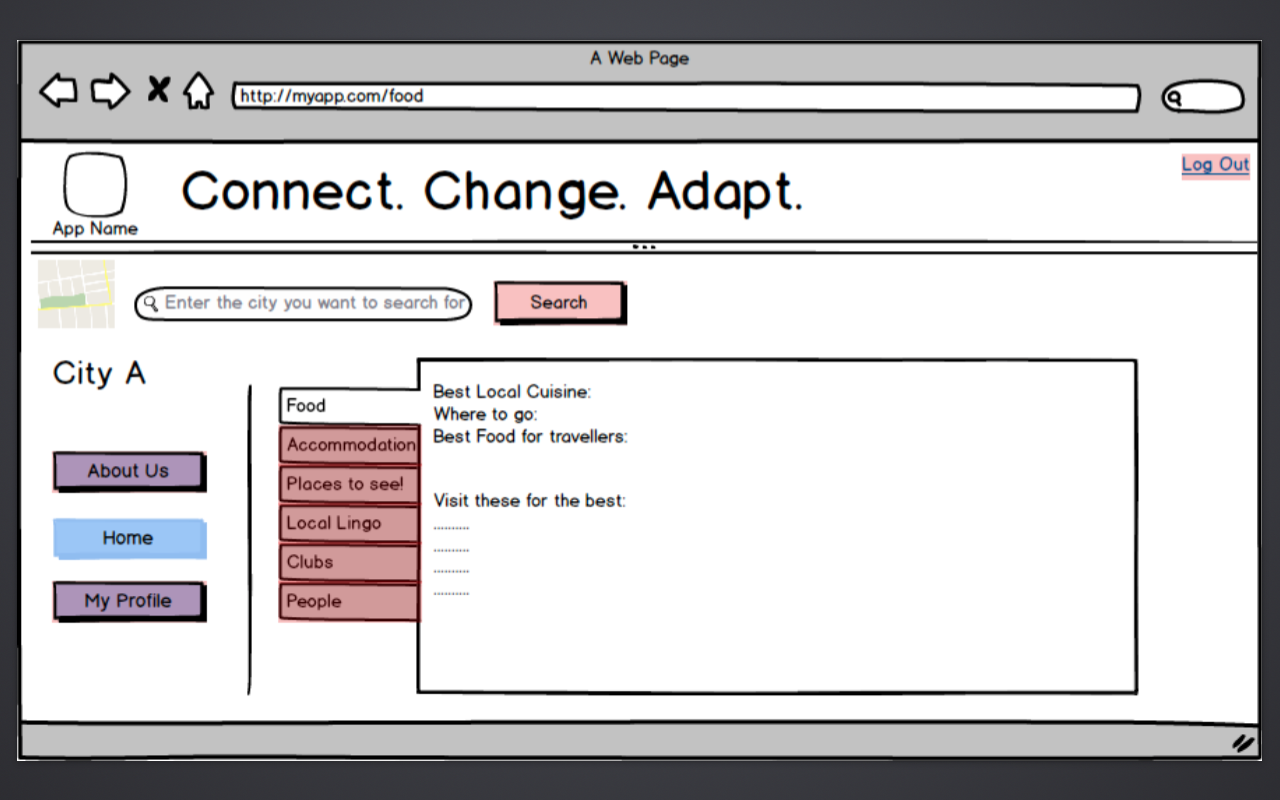 A Web Page
http://myapp.com/food
Log Out
Connect. Change. Adapt.
App Name
Enter the city you want to search for
Search
City A
About Us
Home
My Profile
Food
Accommodation
Places to see!
Local Lingo
Clubs
People
Best Local Cuisine:
Where to go:
Best Food for travellers:
Visit these for the best:
..........
..........
..........
..........